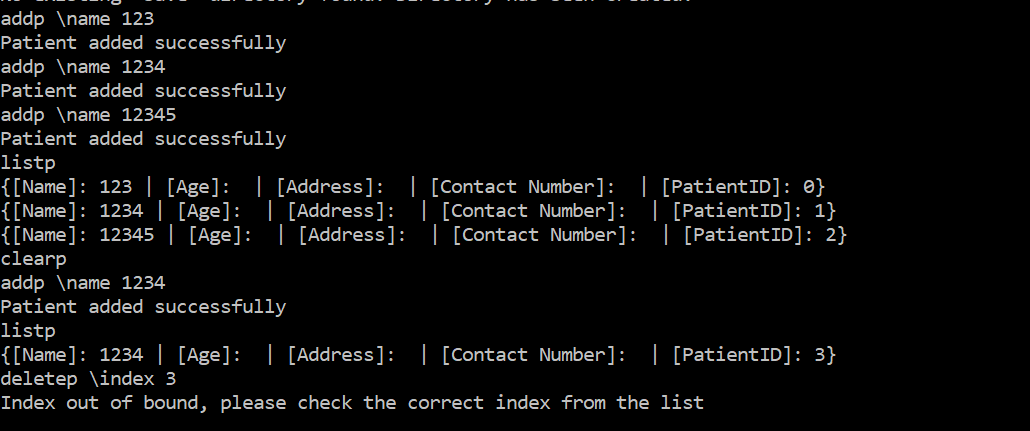 addp \name 123
Patient added successfully
addp \name 1234
Patient added successfully
addp \name 12345
Patient added successfully
listp
{[Name]: 123 | [Age]:  | [Address]:  | [Contact Number]:  | [PatientID]: 0}
{[Name]: 1234 | [Age]:  | [Address]:  | [Contact Number]:  | [PatientID]: 1}
{[Name]: 12345 | [Age]:  | [Address]:  | [Contact Number]:  | [PatientID]: 2}
clearp
addp \name 1234
Patient added successfully
listp
{[Name]: 1234 | [Age]:  | [Address]:  | [Contact Number]:  | [PatientID]: 3}
deletep \index 3
Index out of bound, please check the correct index from the list